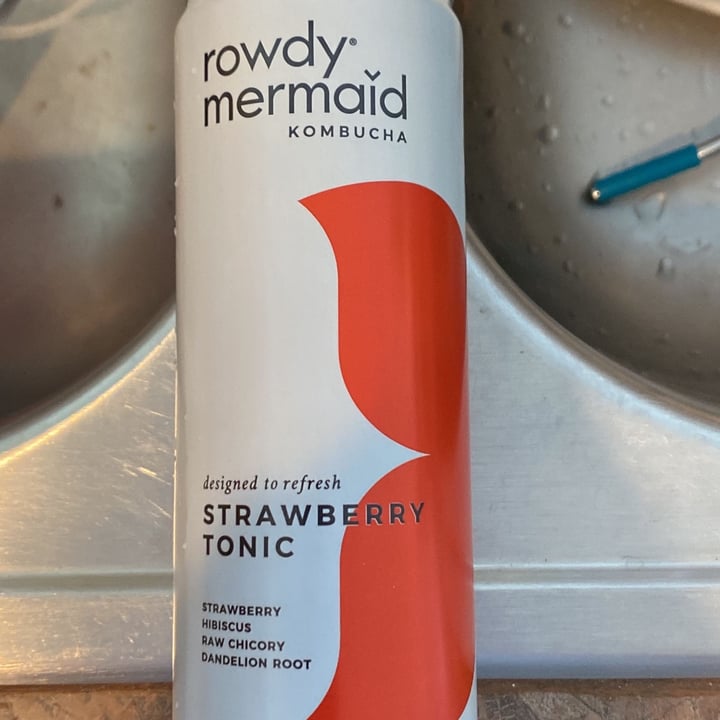 rowdy®
mermaid
KOMBUCHA
designed to refresh
STRAWBERRY
TONIC
STRAWBERRY
HIBISCUS
RAW CHICORY
DANDELION ROOT